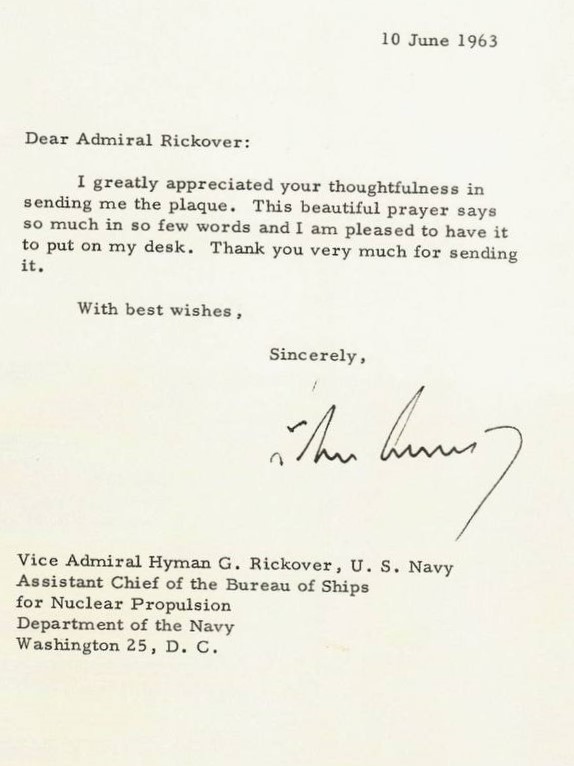 10 June 1963
Dear Admiral Rickover:
I greatly appreciated your thoughtfulness in
sending me the plaque. This beautiful prayer says
so much in so few words and I am pleased to have it
to put on my desk. Thank you very much for sending
it.
With best wishes,
Sincerely,
Vice Admiral Hyman G. Rickover, U. S. Navy
Assistant Chief of the Bureau of Ships
for Nuclear Propulsion
Department of the Navy
Washington 25, D. C.